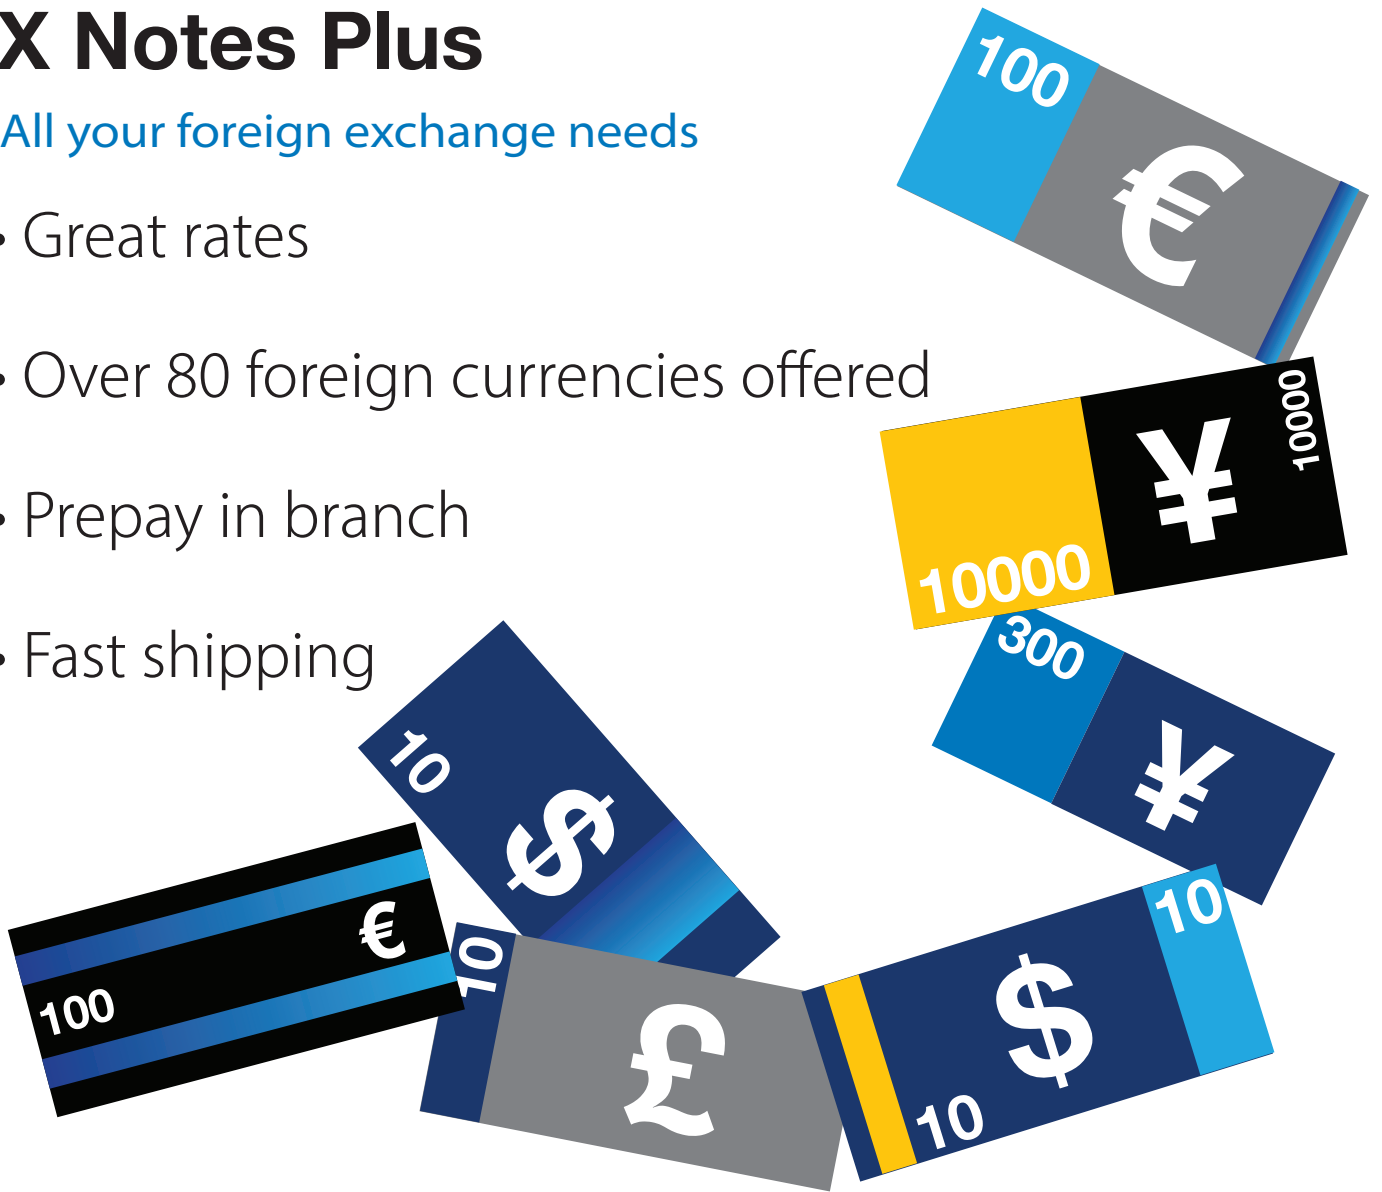 X Notes Plus
All your foreign exchange needs
• Great rates
• Over 80 foreign currencies offered
• Prepay in branch
• Fast shipping
100
€
10000
¥
10000
300
¥
10
$
€
100
10
£
10
$
10